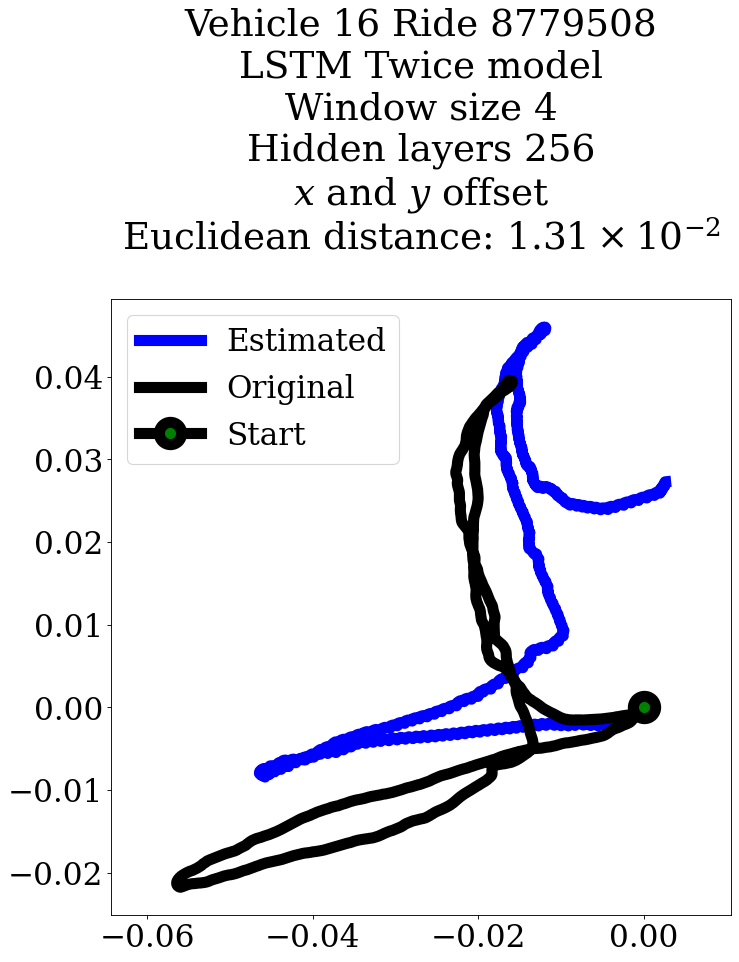 Vehicle 16 Ride 8779508
LSTM Twice model
Window size 4
Hidden layers 256
x and y offset
Euclidean distance: 1.31 × 10⁻²
Estimated
Original
Start
0.04
0.03
0.02
0.01
0.00
−0.01
−0.02
−0.06 −0.04 −0.02 0.00